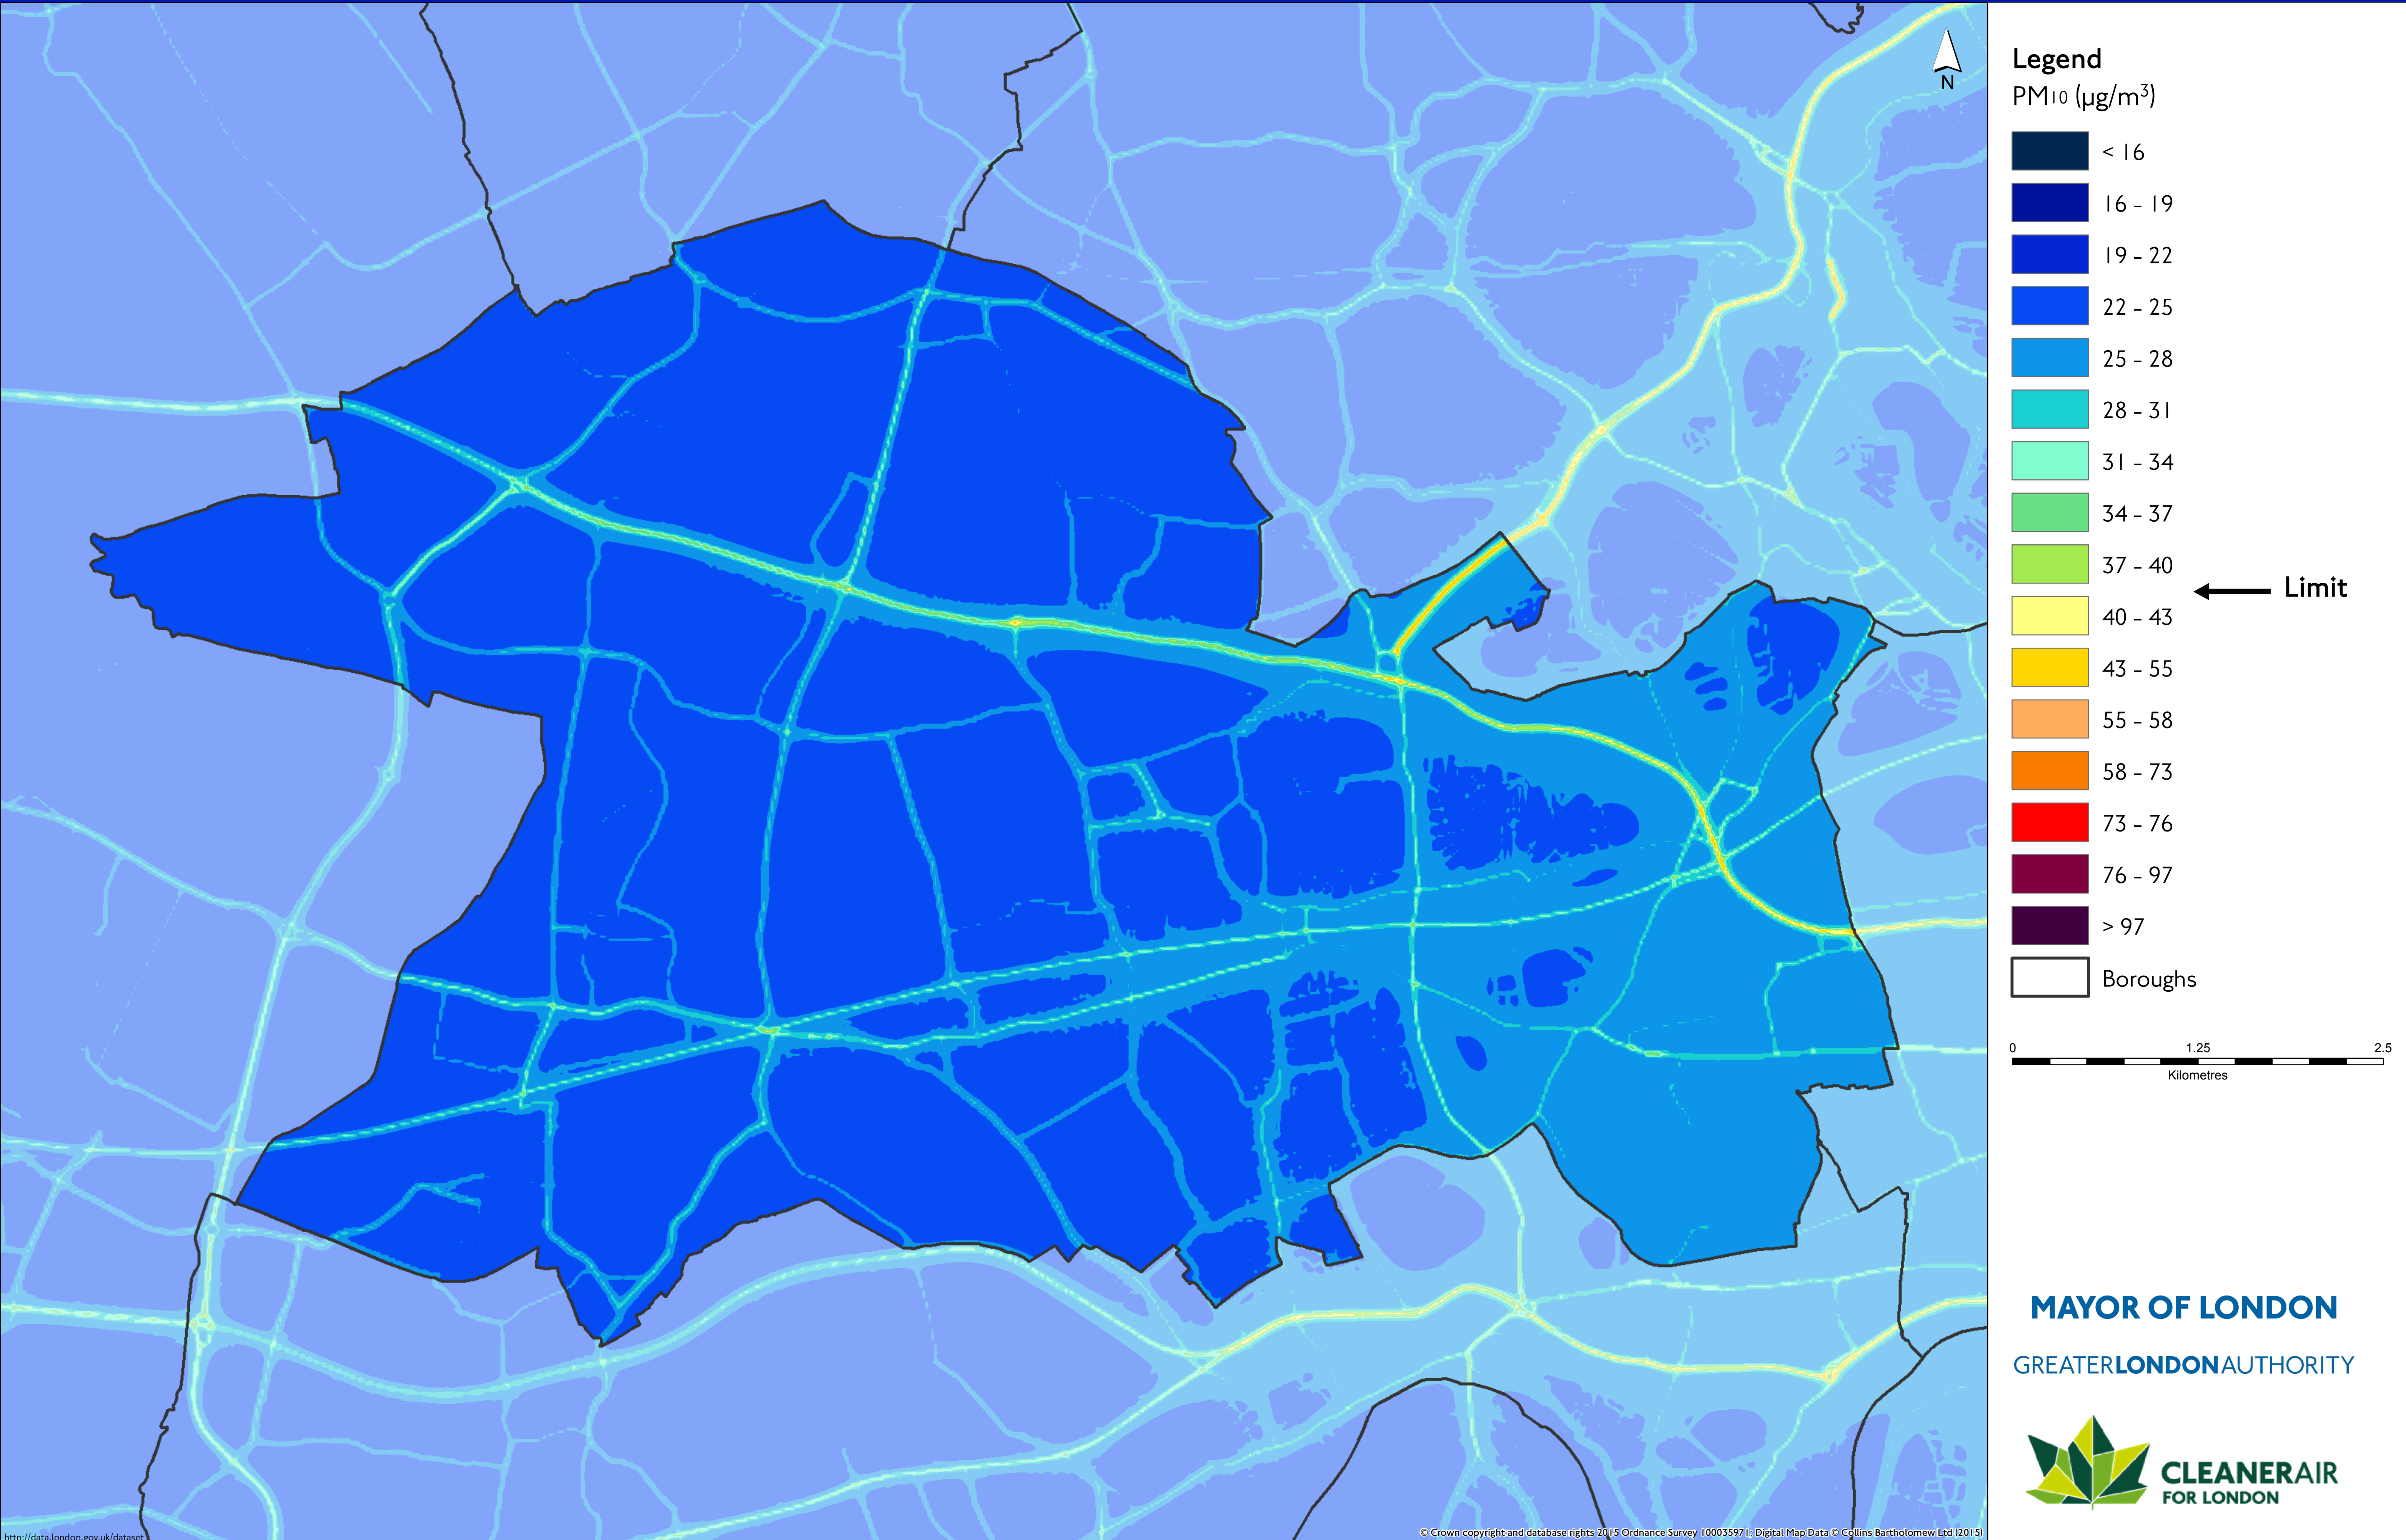 N
Legend
PM10 (µg/m³)
< 16
16 - 19
19 - 22
22 - 25
25 - 28
28 - 31
31 - 34
34 - 37
37 - 40
Limit
40 - 43
43 - 55
55 - 58
58 - 73
73 - 76
76 - 97
> 97
Boroughs
0 1.25 2.5
Kilometres
MAYOR OF LONDON
GREATERLONDONAUTHORITY
CLEANERAIR
FOR LONDON
http://data.london.gov.uk/dataset
© Crown copyright and database rights 2015 Ordnance Survey 100035971; Digital Map Data © Collins Bartholomew Ltd (2015)